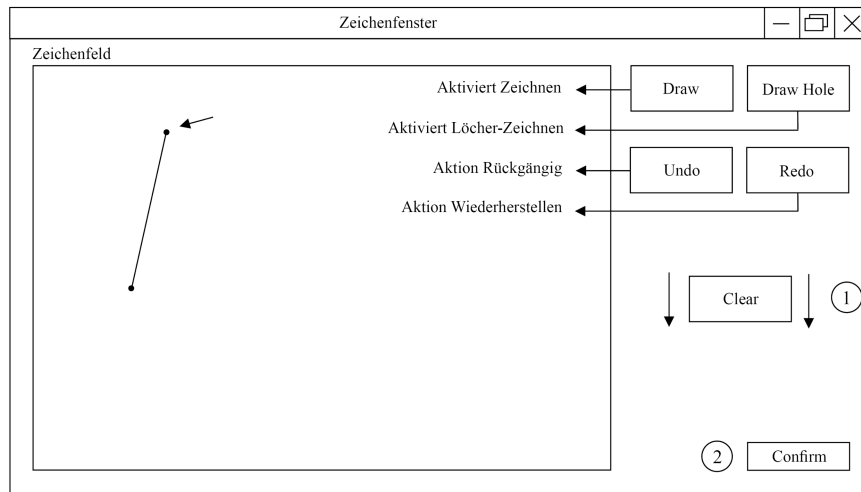 Zeichenfenster
Zeichenfeld
Aktiviert Zeichnen
Draw
Draw Hole
Aktiviert Löcher-Zeichnen
Aktion Rückgängig
Undo
Redo
Aktion Wiederherstellen
Clear
1
2
Confirm